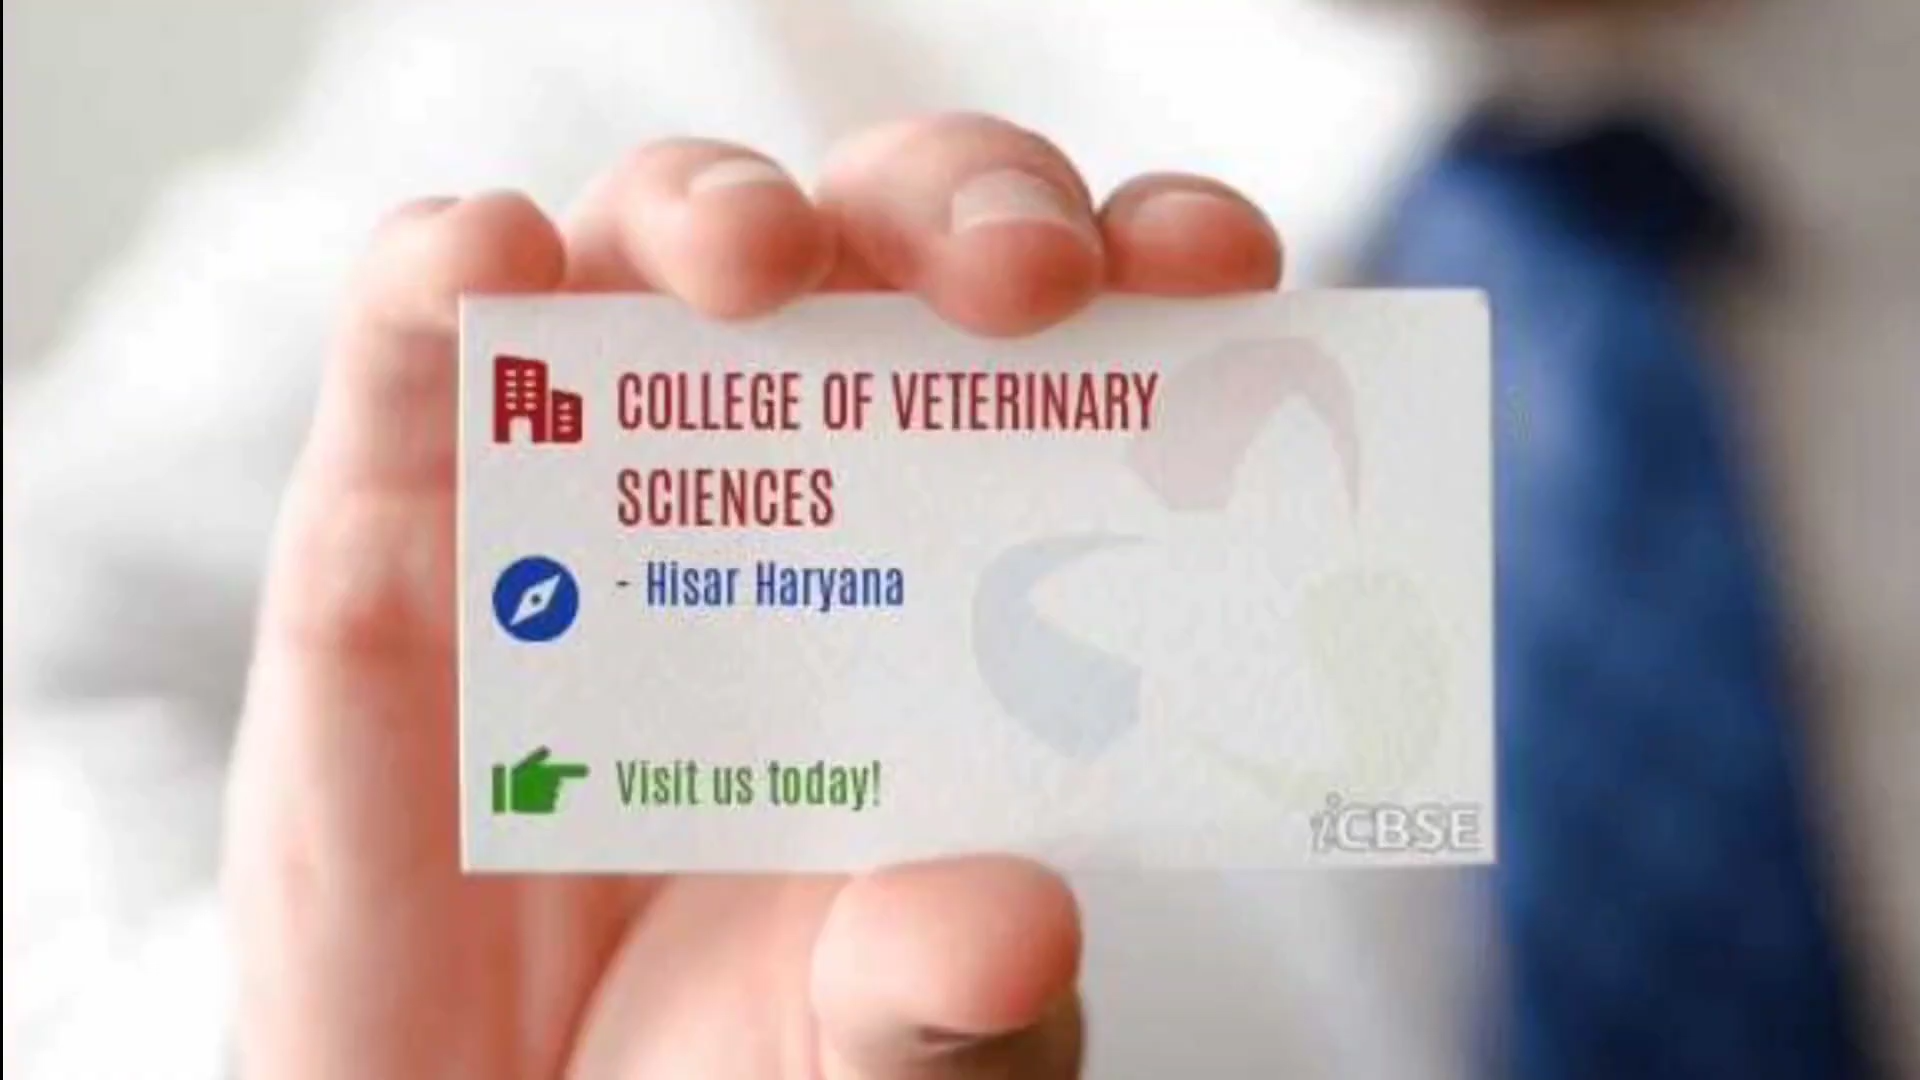 COLLEGE OF VETERINARY
SCIENCES
- Hisar Haryana
Visit us today!
iCBSE